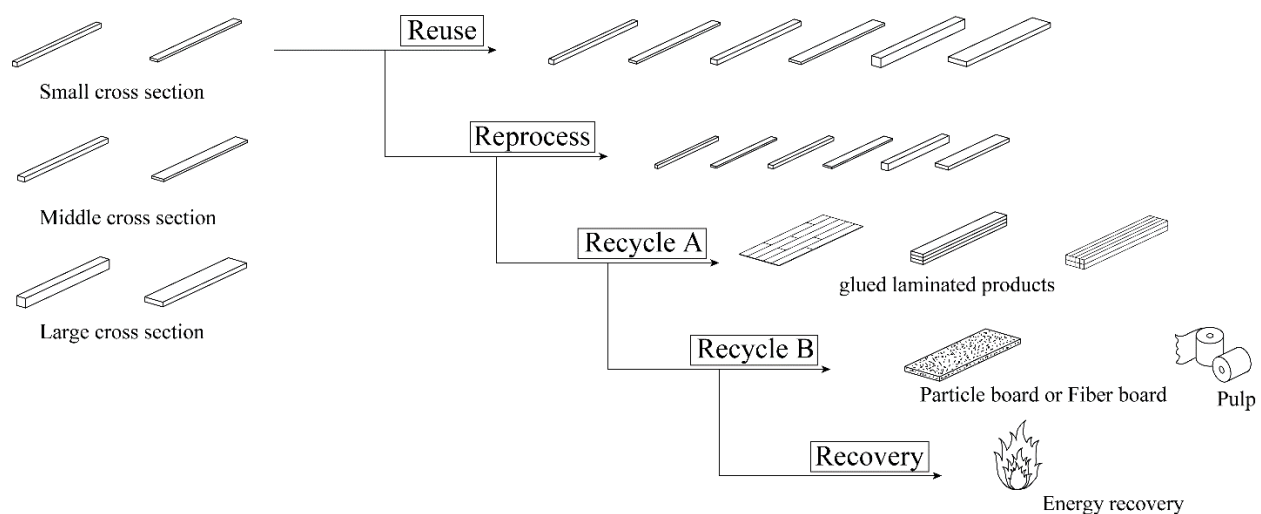 Reuse
Small cross section
Reprocess
Middle cross section
Recycle A
glued laminated products
Large cross section
Recycle B
Particle board or Fiber board
Pulp
Recovery
Energy recovery